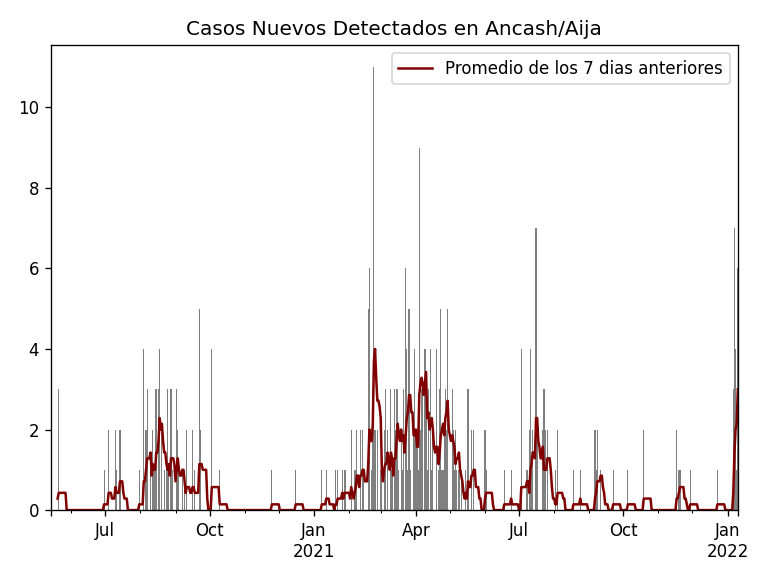 Casos Nuevos Detectados en Ancash/Aija
Promedio de los 7 dias anteriores
10
8
6
4
2
0
Jul
Oct
Jan
2021
Apr
Jul
Oct
Jan
2022